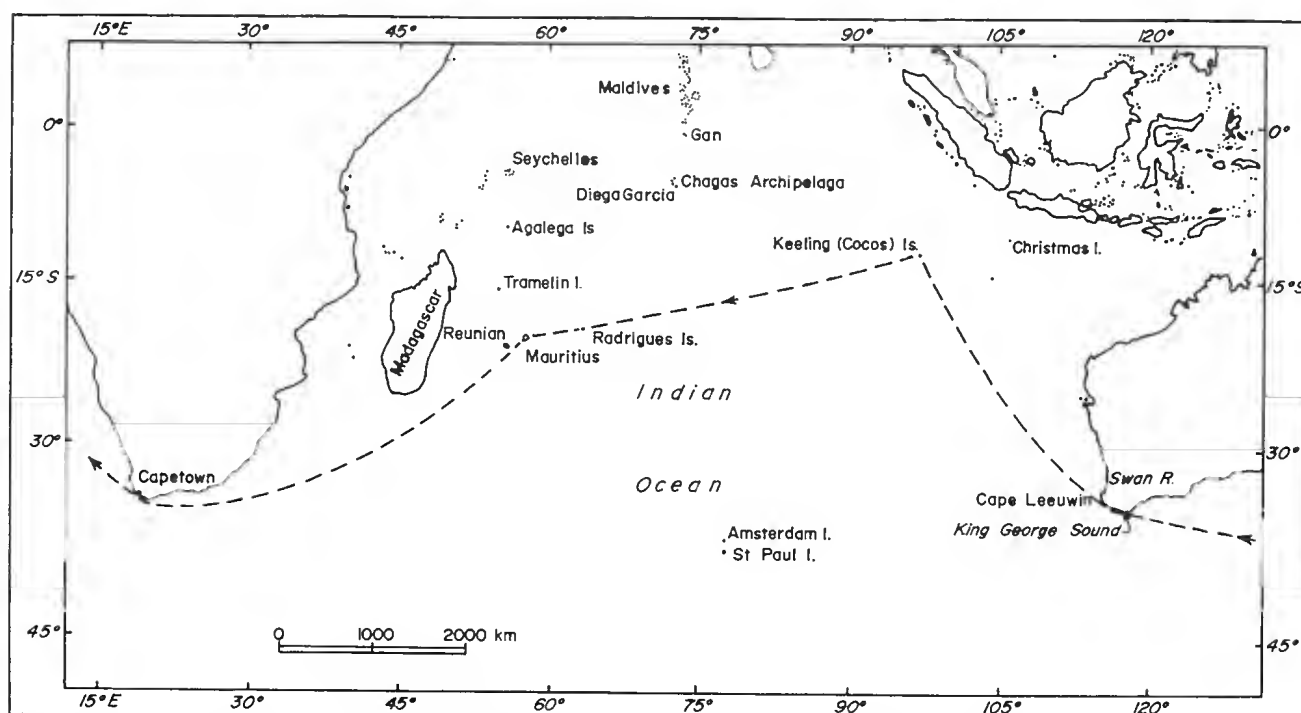 15°E 30° 45° 60° 75° 90° 105° 120°
Maldives
0° 0°
Gan
Seychelles
Chagas Archipelaga
DiegaGarcia
Agalega Is
Keeling (Cocos) Is.
Christmas I.
15°S 15°S
Tramelin I.
Madagascar
Reunian
Radrigues Is.
Mauritius
Indian
30° 30°
Capetown
Swan R.
Ocean
Cape Leeuwin
King George Sound
Amsterdam I.
St Paul I.
0 1000 2000 km
45° 45°
15°E 30° 45° 60° 75° 90° 105° 120°